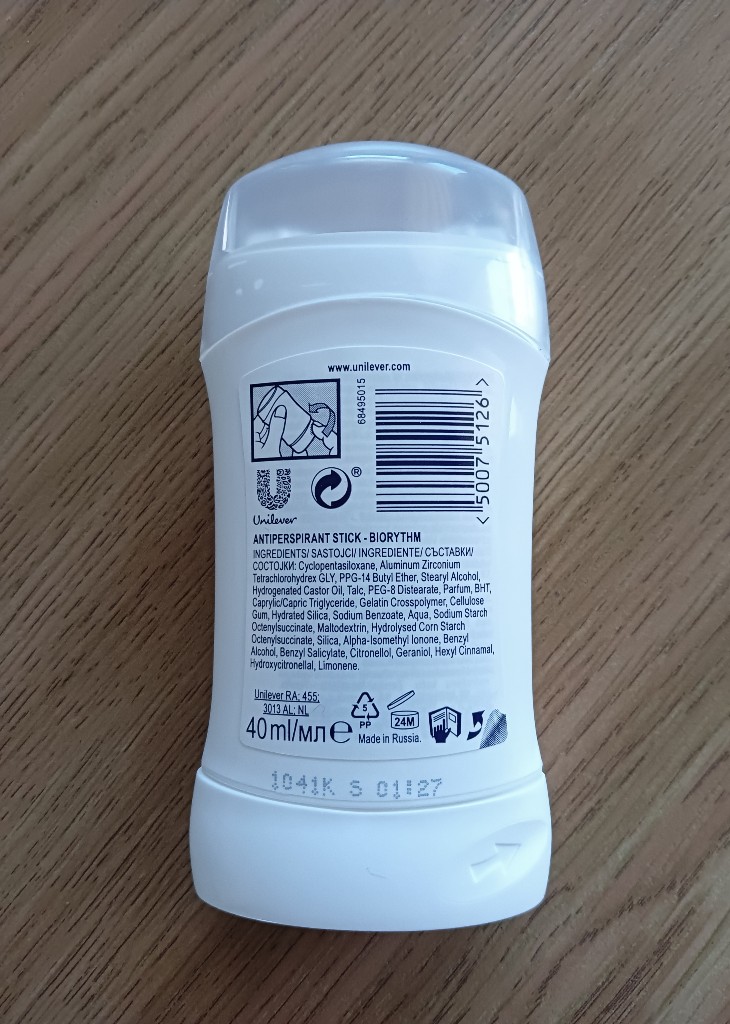 www.unilever.com
68495015
<50075126>
®
Unilever
ANTIPERSPIRANT STICK - BIORYTHM
INGREDIENTS/ SASTOJCI/ INGREDIENTE/ СЪСТАВКИ/
СОСТОЈКИ: Cyclopentasiloxane, Aluminum Zirconium
Tetrachlorohydrex GLY, PPG-14 Butyl Ether, Stearyl Alcohol,
Hydrogenated Castor Oil, Talc, PEG-8 Distearate, Parfum, BHT,
Caprylic/Capric Triglyceride, Gelatin Crosspolymer, Cellulose
Gum, Hydrated Silica, Sodium Benzoate, Aqua, Sodium Starch
Octenylsuccinate, Maltodextrin, Hydrolysed Corn Starch
Octenylsuccinate, Silica, Alpha-Isomethyl Ionone, Benzyl
Alcohol, Benzyl Salicylate, Citronellol, Geraniol, Hexyl Cinnamal,
Hydroxycitronellal, Limonene.
Unilever RA; 455;
3013 AL; NL
5
PP
24M
40ml/мл e
Made in Russia.
1041K S 01:27